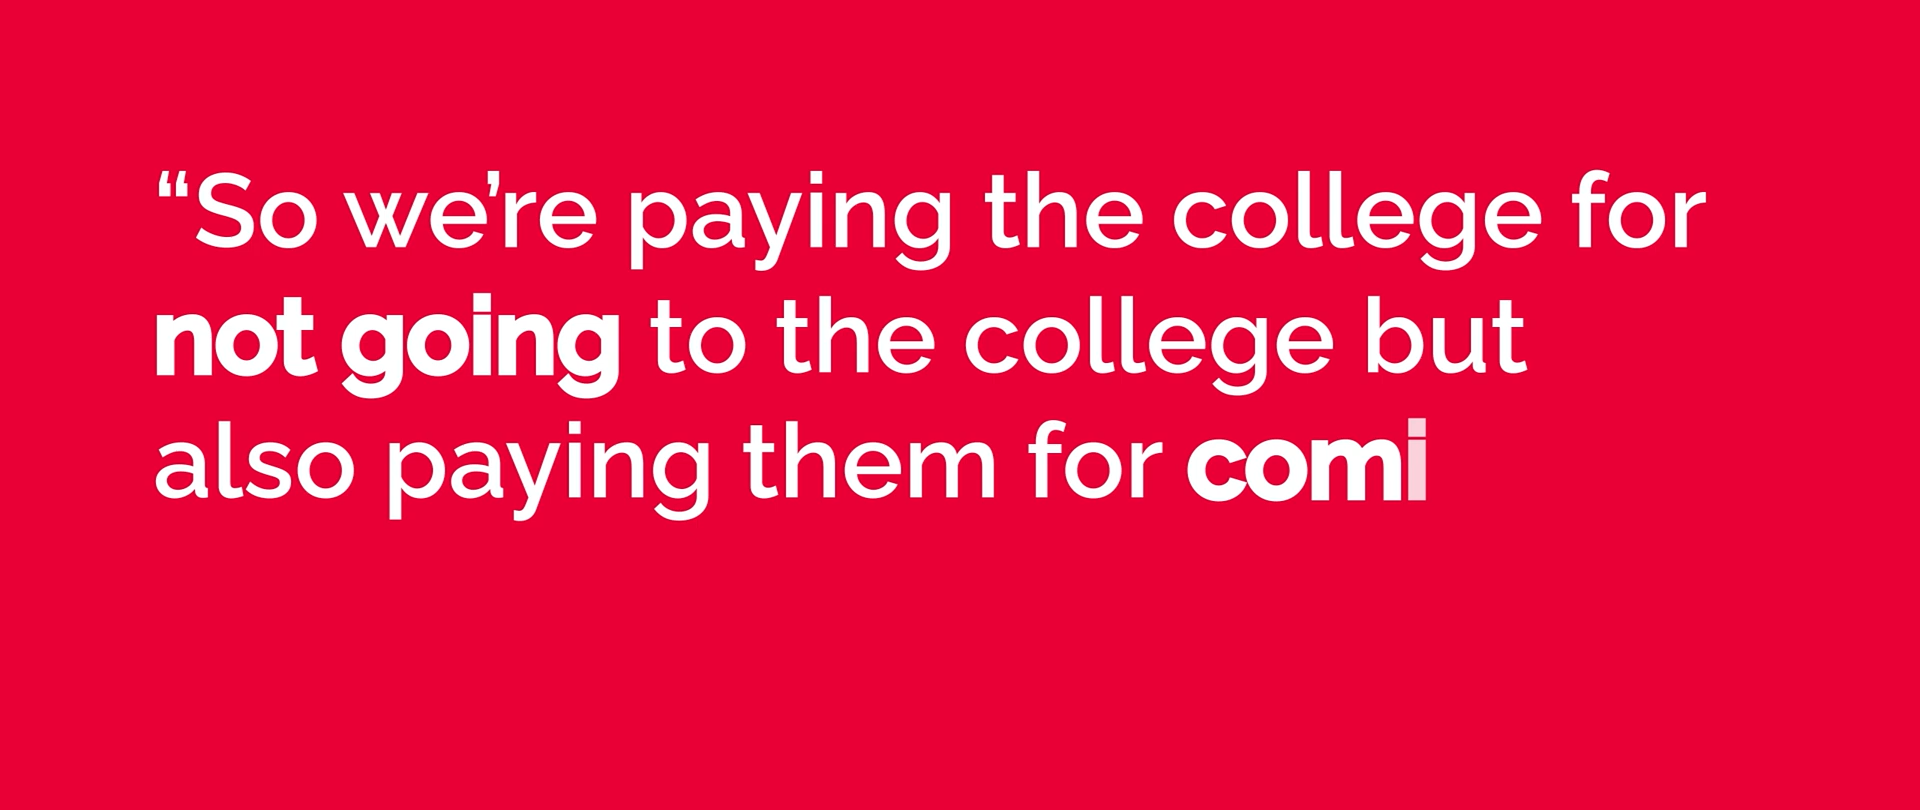 “So we’re paying the college for
not going to the college but
also paying them for comi